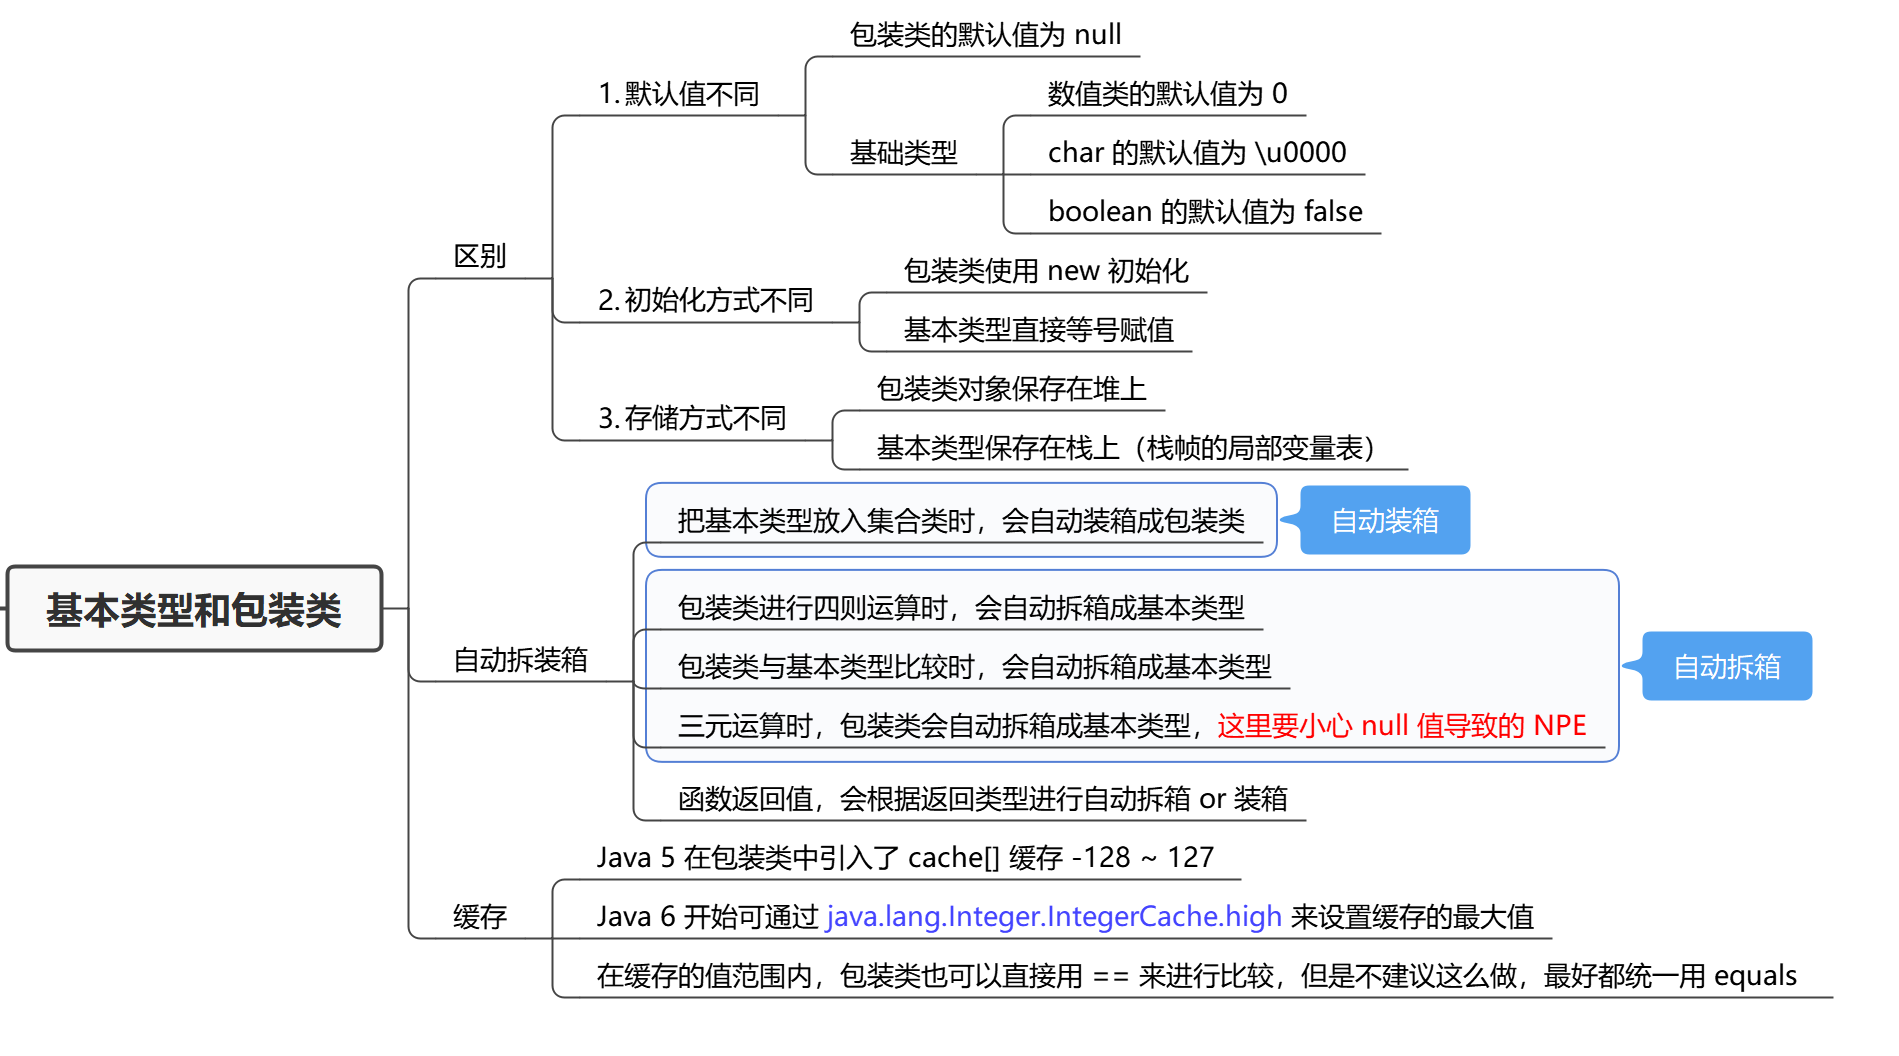 基本类型和包装类
区别
1. 默认值不同
包装类的默认值为 null
基础类型
数值类的默认值为 0
char 的默认值为 \u0000
boolean 的默认值为 false
2. 初始化方式不同
包装类使用 new 初始化
基本类型直接等号赋值
3. 存储方式不同
包装类对象保存在堆上
基本类型保存在栈上（栈帧的局部变量表）
自动拆装箱
把基本类型放入集合类时，会自动装箱成包装类
自动装箱
包装类进行四则运算时，会自动拆箱成基本类型
包装类与基本类型比较时，会自动拆箱成基本类型
三元运算时，包装类会自动拆箱成基本类型，这里要小心 null 值导致的 NPE
自动拆箱
函数返回值，会根据返回类型进行自动拆箱 or 装箱
缓存
Java 5 在包装类中引入了 cache[] 缓存 -128 ~ 127
Java 6 开始可通过 java.lang.Integer.IntegerCache.high 来设置缓存的最大值
在缓存的值范围内，包装类也可以直接用 == 来进行比较，但是不建议这么做，最好都统一用 equals